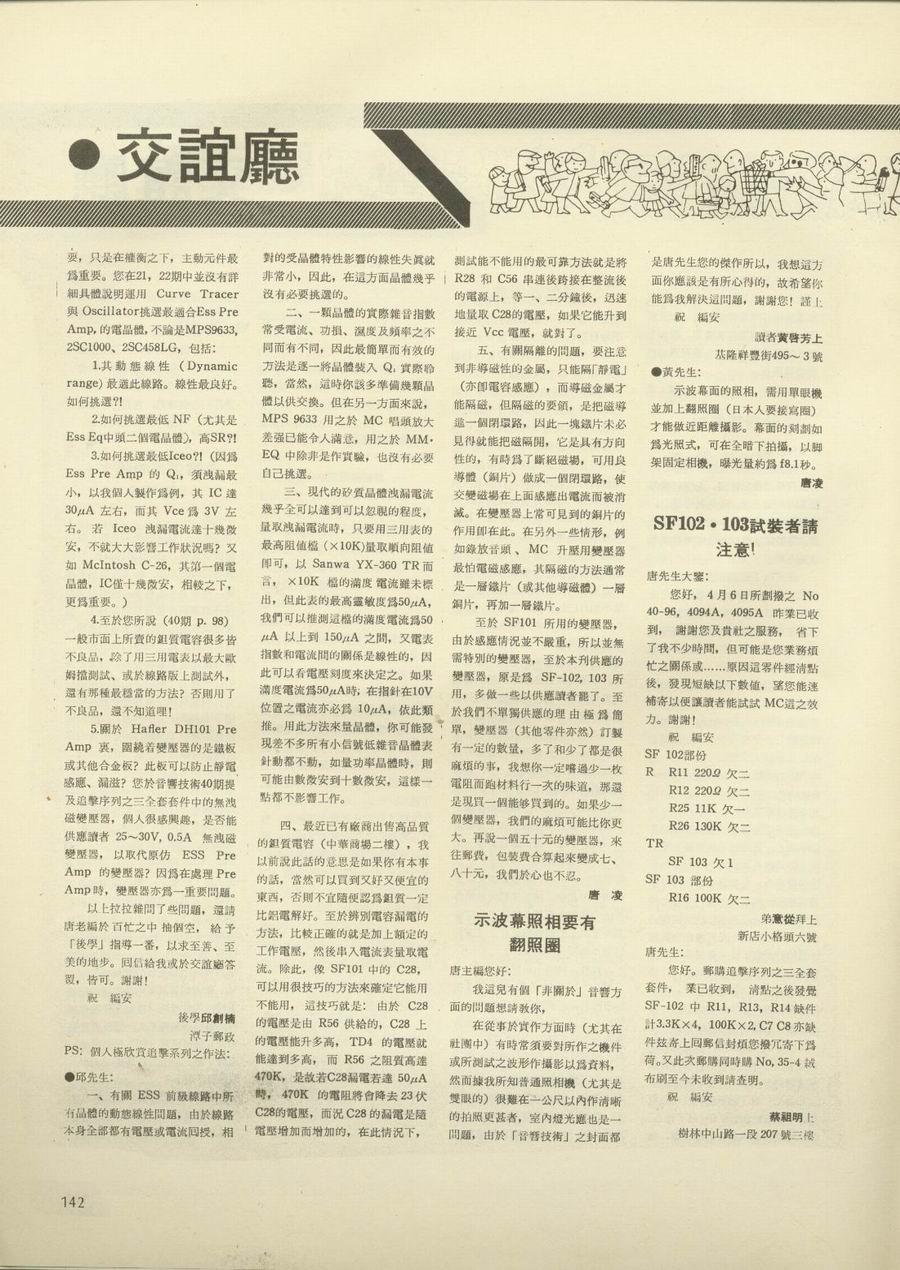 ●交誼廳
要，只是在權衡之下，主動元件最
爲重要。您在21，22期中並沒有詳
細具體說明運用 Curve Tracer
與 Oscillator挑選最適合Ess Pre
Amp, 的電晶體, 不論是MPS9633,
2SC1000、2SC458LG，包括:
1.其動態線性 (Dynamic
range) 最適此線路。線性最良好。
如何挑選?!
2.如何挑選最低 NF（尤其是
Ess Eq中頭二個電晶體)，高SR?!
3.如何挑選最低Iceo?!（因爲
Ess Pre Amp 的 Q₁，須洩漏最
小，以我個人製作爲例，其 IC 達
30μA 左右，而其 Vce 爲 3V 左
右。若 Iceo 洩漏電流達十幾微
安，不就大大影響工作狀況嗎？又
如 McIntosh C-26，其第一個電
晶體，IC僅十幾微安，相較之下，
更爲重要。)
4.至於您所說（40期 p. 98)
一般市面上所賣的鉭質電容很多皆
不良品，除了用三用電表以最大歐
姆擋測試、或於線路版上測試外，
還有那種最穩當的方法？否則用了
不良品，還不知道哩！
5.關於 Hafler DH101 Pre
Amp 裏，圍繞着變壓器的是鐵板
或其他合金板？此板可以防止靜電
感應、漏滋？您於音響技術40期提
及追擊序列之三全套套件中的無洩
磁變壓器，個人很感興趣，是否能
供應讀者 25～30V, 0.5A 無洩磁
變壓器，以取代原仿 ESS Pre
Amp 的變壓器？因爲在處理 Pre
Amp時，變壓器亦爲一重要問題。
以上拉拉雜問了些問題，還請
唐老編於百忙之中抽個空，給予
「後學」指導一番，以求至善、至
美的地步。回信給我或於交誼廳答
覆，皆可。謝謝！
祝 編安
後學邱創楠
潭子郵政
PS: 個人極欣賞追擊系列之作法:
●邱先生:
一、有關 ESS 前級線路中所
有晶體的動態線性問題，由於線路
本身全部都有電壓或電流回授，相
對的受晶體特性影響的線性失眞就
非常小，因此，在這方面晶體幾乎
沒有必要挑選的。
二、一顆晶體的實際雜音指數
常受電流、功損、濕度及頻率之不
同而有不同，因此最簡單而有效的
方法是逐一將晶體裝入 Q₁ 實際聆
聽，當然，這時你該多準備幾顆晶
體以供交換。但在另一方面來說，
MPS 9633 用之於 MC 唱頭放大
差强已能令人滿意，用之於 MM·
EQ 中除非是作實驗，也沒有必要
自己挑選。
三、現代的矽質晶體洩漏電流
幾乎全可以達到可以忽視的程度，
量取洩漏電流時，只要用三用表的
最高阻値檔 (×10K)量取順向阻値
卽可，以 Sanwa YX-360 TR而
言， ×10K 檔的滿度電流雖未標
出，但此表的最高靈敏度爲50μA，
我們可以推測這檔的滿度電流爲50
μA 以上到 150μA 之間，又電表
指數和電流間的關係是線性的，因
此可以看電壓刻度來決定之。如果
滿度電流爲50μA時, 在指針在10V
位置之電流亦必爲 10μA，依此類
推。用此方法來量晶體，你可能發
現差不多所有小信號低雜音晶體表
針動都不動，如量功率晶體時，則
可能由數微安到十數微安，這樣一
點都不影響工作。
四、最近已有廠商出售高品質
的鉭質電容（中華商場二樓），我
以前說此話的意思是如果你有本事
的話，當然可以買到又好又便宜的
東西，否則不宜隨便認爲鉭質一定
比鋁電解好。至於辨別電容漏電的
方法，比較正確的就是加上額定的
工作電壓，然後串入電流表量取電
流。除此，像 SF101 中的 C28，
可以用很技巧的方法來確定它能用
不能用， 這技巧就是： 由於 C28
的電壓是由 R56 供給的，C28 上
的電壓能升多高， TD4 的電壓就
能達到多高，而 R56 之阻質高達
470K，是故若C28漏電若達 50μA
時， 470K 的電阻將會降去 23 伏
C28的電壓，而況 C28 的漏電是隨
電壓增加而增加的，在此情況下，
測試能不能用的最可靠方法就是將
R28 和 C56 串連後跨接在整流後
的電源上，等一、二分鐘後，迅速
地量取 C28的電壓，如果它能升到
接近 Vcc 電壓，就對了。
五、有關隔離的問題，要注意
到非導磁性的金屬，只能隔｢靜電」
（亦卽電容感應），而導磁金屬才
能隔磁，但隔磁的要領，是把磁導
進一個閉環路，因此一塊鐵片未必
見得就能把磁隔開，它是具有方向
性的，有時爲了斷絕磁場，可用良
導體（銅片）做成一個閉環路，使
交變磁場在上面感應出電流而被消
滅。在變壓器上常可見到的銅片的
作用卽在此。在另外一些情形，例
如錄放音頭、 MC 升壓用變壓器
最怕電磁感應，其隔磁的方法通常
是一層鐵片（或其他導磁體）一層
銅片，再加一層鐵片。
至於 SF101 所用的變壓器，
由於感應情況並不嚴重，所以並無
需特別的變壓器，至於本刊供應的
變壓器，原是爲 SF-102, 103 所
用，多做一些以供應讀者罷了。至
於我們不單獨供應的理由極爲簡
單，變壓器（其他零件亦然）訂製
有一定的數量，多了和少了都是很
麻煩的事，我想你一定嚐過少一枚
電阻而跑材料行一次的味道，那還
是現買一個能够買到的。如果少一
個變壓器，我們的麻煩可能比你更
大。再說一個五十元的變壓器，來
往郵費，包裝費合算起來變成七、
八十元，我們於心也不忍。
唐 凌
示波幕照相要有
翻照圈
唐主編您好:
我這兒有個「非關於」音響方
面的問題想請教你，
在從事於實作方面時（尤其在
社團中）有時常須要對所作之機件
或所測試之波形作攝影以爲資料，
然而據我所知普通照相機（尤其是
雙眼的）很難在一公尺以內作清晰
的拍照更甚者，室內燈光應也是一
問題，由於「音響技術」之封面都
是唐先生您的傑作所以，我想這方
面你應該是有所心得的，故希望你
能爲我解決這問題，謝謝您! 謹上
祝 編安
讀者黃啓芳上
基隆祥豐街495～3 號
●黃先生:
示波幕面的照相，需用單眼機
並加上翻照圈（日本人要接寫圈）
才能做近距離攝影。幕面的刻劃如
爲光照式，可在全暗下拍攝，以脚
架固定相機，曝光量約爲 f8.1秒。
唐凌
SF102・103試裝者請
注意!
唐先生大鑒:
您好，4月6日所劃撥之 No
40-96, 4094A, 4095A 昨業已收
到， 謝謝您及貴社之服務， 省下
了我不少時間，但可能是您業務煩
忙之關係或……原因這零件經清點
後，發現短缺以下數値，望您能速
補寄以便讓讀者能試試 MC這之效
力。謝謝!
祝 編安
SF 102部份
R R11 220Ω 欠二
R12 220Ω 欠二
R25 11K 欠一
R26 130K 欠二
TR
SF 103 欠1
SF 103 部份
R16 100K 欠二
弟意從拜上
新店小格頭六號
唐先生:
您好。郵購追擊序列之三全套
套件， 業已收到， 清點之後發覺
SF-102 中 R11, R13, R14 缺件
計3.3K×4, 100K×2, C7 C8 亦缺
件玆寄上回郵信封煩您撥冗寄下爲
荷。又此次郵購同時購 No, 35-4 絨
布刷至今未收到請查明。
祝 編安
蔡祖明上
樹林中山路一段 207 號三樓
142